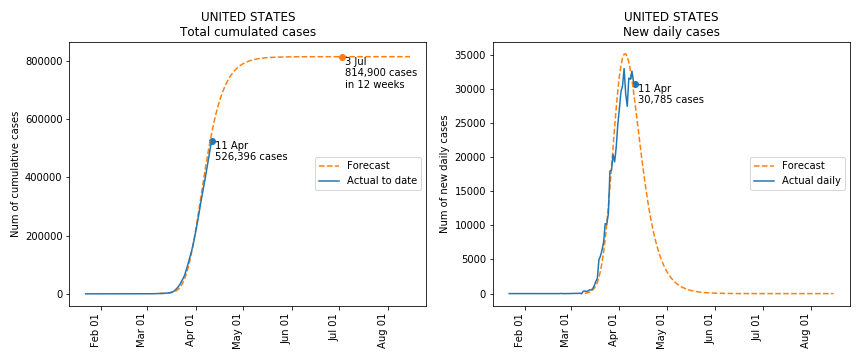 UNITED STATES
Total cumulated cases
Num of cumulative cases
800000
600000
400000
200000
0
3 Jul
814,900 cases
in 12 weeks
11 Apr
526,396 cases
Forecast
Actual to date
Feb 01
Mar 01
Apr 01
May 01
Jun 01
Jul 01
Aug 01
UNITED STATES
New daily cases
Num of new daily cases
35000
30000
25000
20000
15000
10000
5000
0
11 Apr
30,785 cases
Forecast
Actual daily
Feb 01
Mar 01
Apr 01
May 01
Jun 01
Jul 01
Aug 01